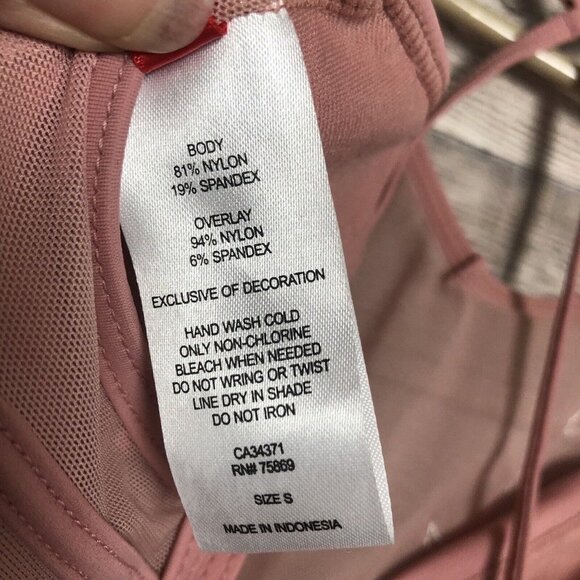 BODY
81% NYLON
19% SPANDEX
OVERLAY
94% NYLON
6% SPANDEX
EXCLUSIVE OF DECORATION
HAND WASH COLD
ONLY NON-CHLORINE
BLEACH WHEN NEEDED
DO NOT WRING OR TWIST
LINE DRY IN SHADE
DO NOT IRON
CA34371
RN# 75869
SIZE S
MADE IN INDONESIA